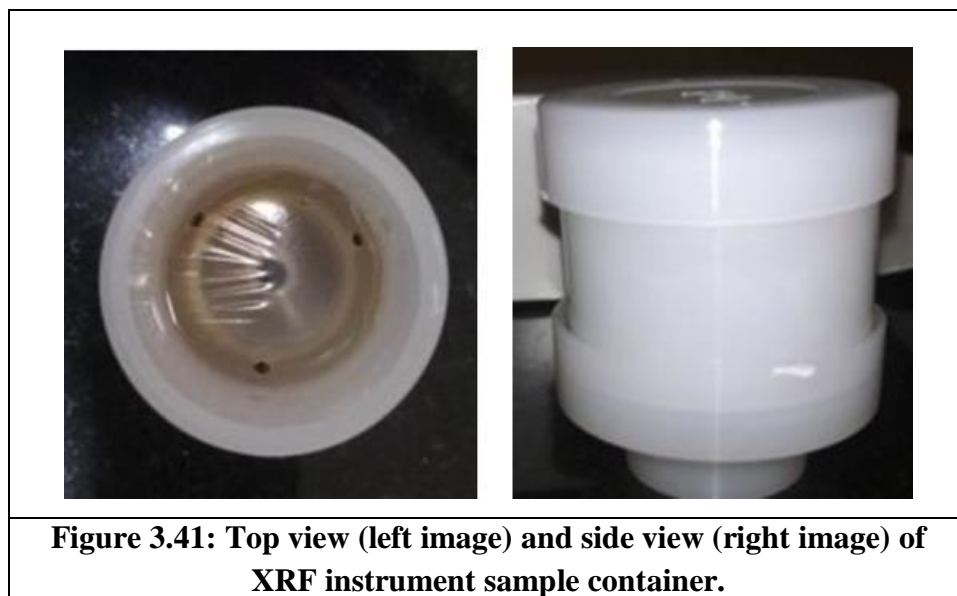 Figure 3.41: Top view (left image) and side view (right image) of
XRF instrument sample container.